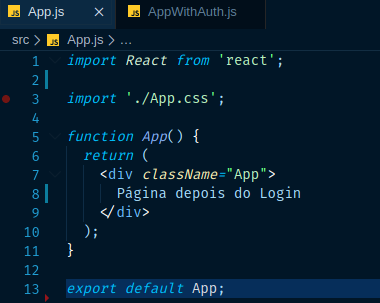 JS App.js × JS AppWithAuth.js
src > JS App.js > ...
1 import React from 'react';
2
3 import './App.css';
4
5 function App() {
6 return (
7 <div className="App">
8 Página depois do Login
9 </div>
10 );
11 }
12
13 export default App;